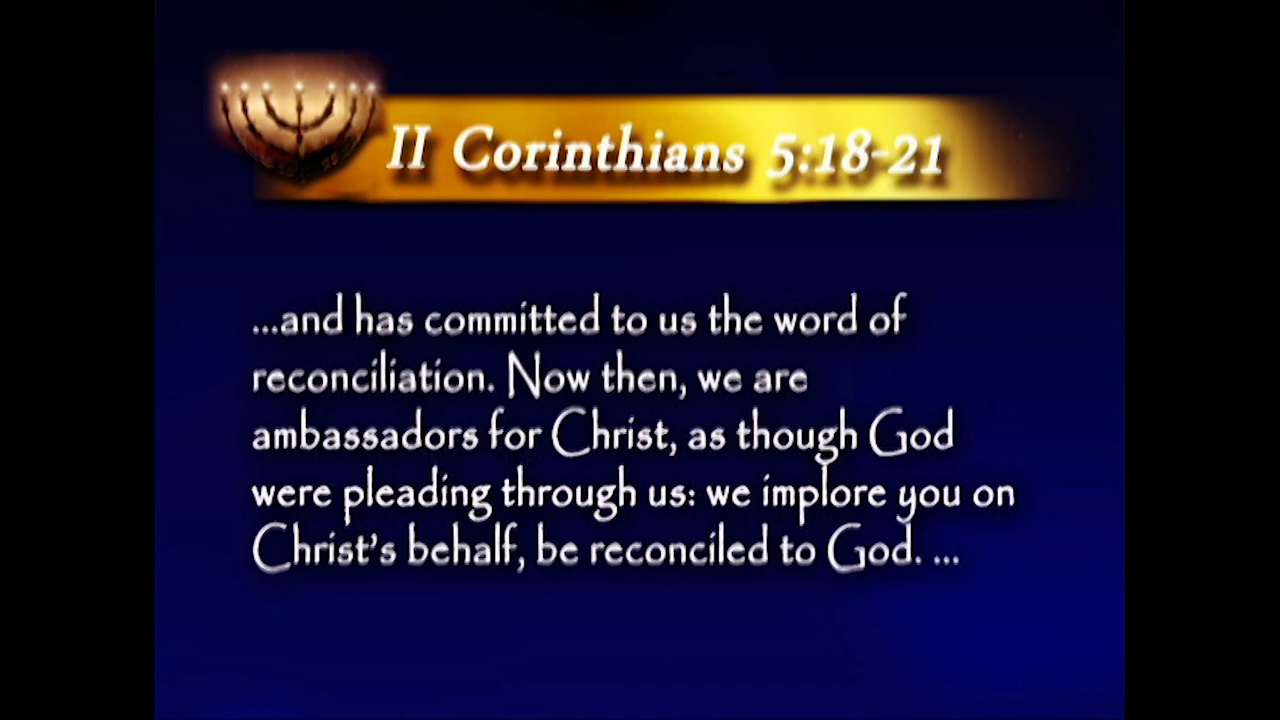 II Corinthians 5:18-21
...and has committed to us the word of
reconciliation. Now then, we are
ambassadors for Christ, as though God
were pleading through us: we implore you on
Christ's behalf, be reconciled to God. ...